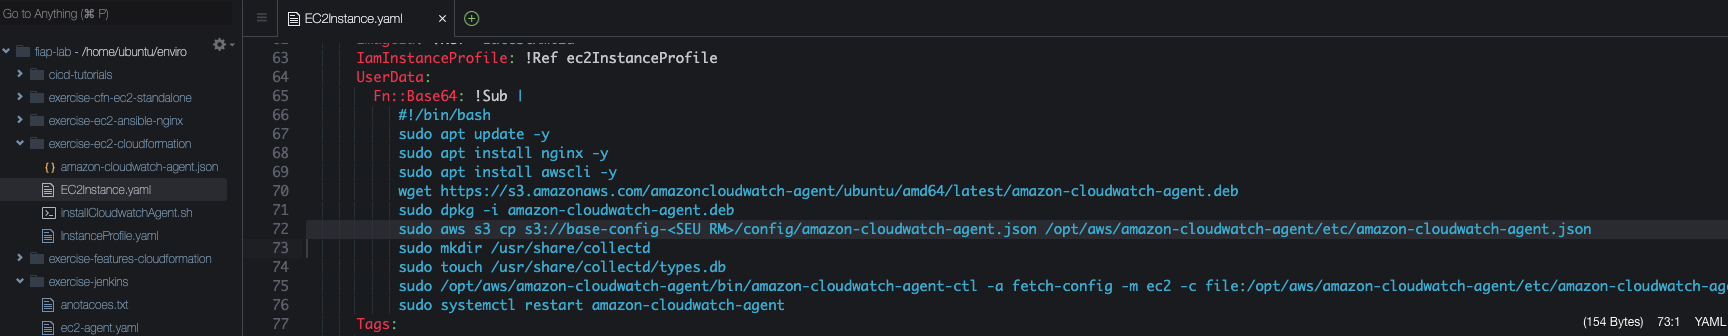 Go to Anything (⌘ P)
EC2Instance.yaml
fiap-lab - /home/ubuntu/enviro
cicd-tutorials
exercise-cfn-ec2-standalone
exercise-ec2-ansible-nginx
exercise-ec2-cloudformation
amazon-cloudwatch-agent.json
EC2Instance.yaml
InstallCloudwatchAgent.sh
InstanceProfile.yaml
exercise-features-cloudformation
exercise-jenkins
anotacoes.txt
ec2-agent.yaml
63 IamInstanceProfile: !Ref ec2InstanceProfile
64 UserData:
65 Fn::Base64: !Sub |
66 #!/bin/bash
67 sudo apt update -y
68 sudo apt install nginx -y
69 sudo apt install awscli -y
70 wget https://s3.amazonaws.com/amazoncloudwatch-agent/ubuntu/amd64/latest/amazon-cloudwatch-agent.deb
71 sudo dpkg -i amazon-cloudwatch-agent.deb
72 sudo aws s3 cp s3://base-config-<SEU RM>/config/amazon-cloudwatch-agent.json /opt/aws/amazon-cloudwatch-agent/etc/amazon-cloudwatch-agent.json
73 sudo mkdir /usr/share/collectd
74 sudo touch /usr/share/collectd/types.db
75 sudo /opt/aws/amazon-cloudwatch-agent/bin/amazon-cloudwatch-agent-ctl -a fetch-config -m ec2 -c file:/opt/aws/amazon-cloudwatch-agent/etc/amazon-cloudwatch-ag
76 sudo systemctl restart amazon-cloudwatch-agent
77 Tags:
(154 Bytes) 73:1 YAML